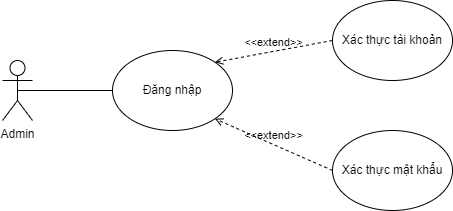 Xác thực tài khoản
<<extend>>
Đăng nhập
Admin
<<extend>>
Xác thực mật khẩu